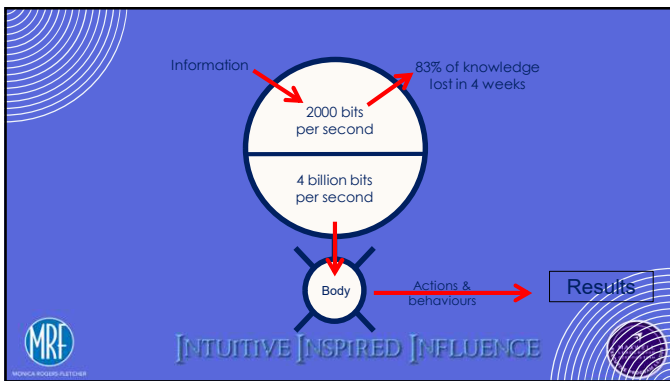 Information
83% of knowledge
lost in 4 weeks
2000 bits
per second
4 billion bits
per second
Body
Actions &
behaviours
Results
MRF
MONICA ROGERS-FLETCHER
INTUITIVE INSPIRED INFLUENCE